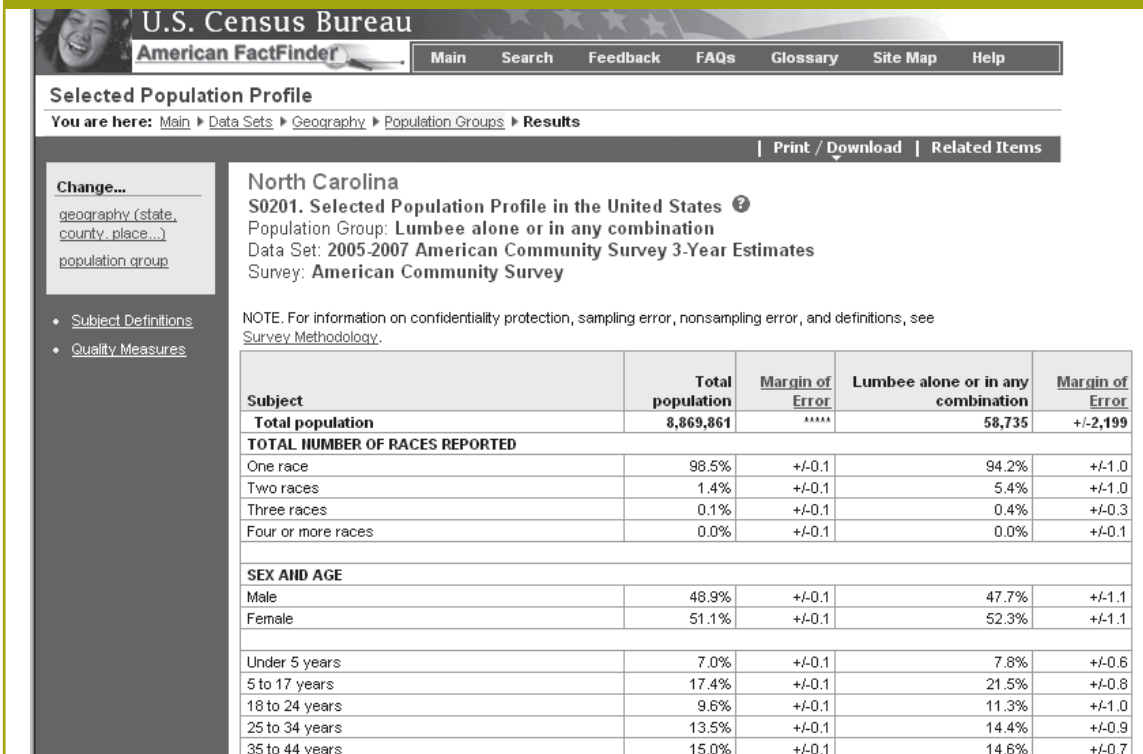 U.S. Census Bureau
American FactFinder
Main Search Feedback FAQs Glossary Site Map Help
Selected Population Profile
You are here: Main ▶ Data Sets ▶ Geography ▶ Population Groups ▶ Results
| Print / Download | Related Items
Change...
geography (state,
county, place...)
population group
• Subject Definitions
• Quality Measures
North Carolina
S0201. Selected Population Profile in the United States ?
Population Group: Lumbee alone or in any combination
Data Set: 2005-2007 American Community Survey 3-Year Estimates
Survey: American Community Survey
NOTE. For information on confidentiality protection, sampling error, nonsampling error, and definitions, see
Survey Methodology.
Subject Total population Margin of Error Lumbee alone or in any combination Margin of Error
Total population 8,869,861 ***** 58,735 +/-2,199
TOTAL NUMBER OF RACES REPORTED
One race 98.5% +/-0.1 94.2% +/-1.0
Two races 1.4% +/-0.1 5.4% +/-1.0
Three races 0.1% +/-0.1 0.4% +/-0.3
Four or more races 0.0% +/-0.1 0.0% +/-0.1
SEX AND AGE
Male 48.9% +/-0.1 47.7% +/-1.1
Female 51.1% +/-0.1 52.3% +/-1.1
Under 5 years 7.0% +/-0.1 7.8% +/-0.6
5 to 17 years 17.4% +/-0.1 21.5% +/-0.8
18 to 24 years 9.6% +/-0.1 11.3% +/-1.0
25 to 34 years 13.5% +/-0.1 14.4% +/-0.9
35 to 44 years 15.0% +/-0.1 14.6% +/-0.7